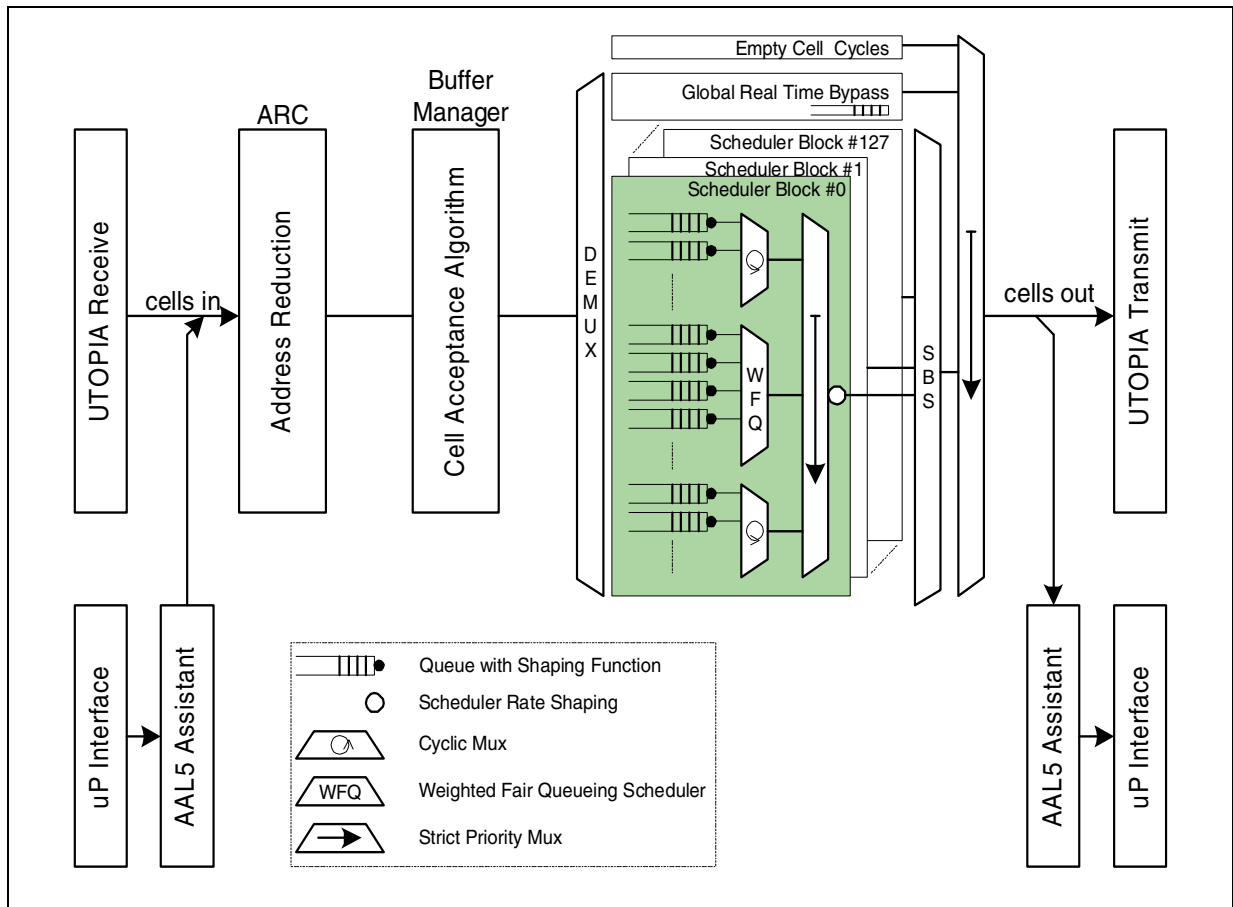 Empty Cell Cycles
Buffer
Manager
Global Real Time Bypass
ARC
Scheduler Block #127
Scheduler Block #1
Scheduler Block #0
UTOPIA Receive
cells in
Address Reduction
Cell Acceptance Algorithm
DEMUX
WFQ
SBS
cells out
UTOPIA Transmit
uP Interface
AAL5 Assistant
Queue with Shaping Function
Scheduler Rate Shaping
Cyclic Mux
WFQ
Weighted Fair Queueing Scheduler
Strict Priority Mux
AAL5 Assistant
uP Interface